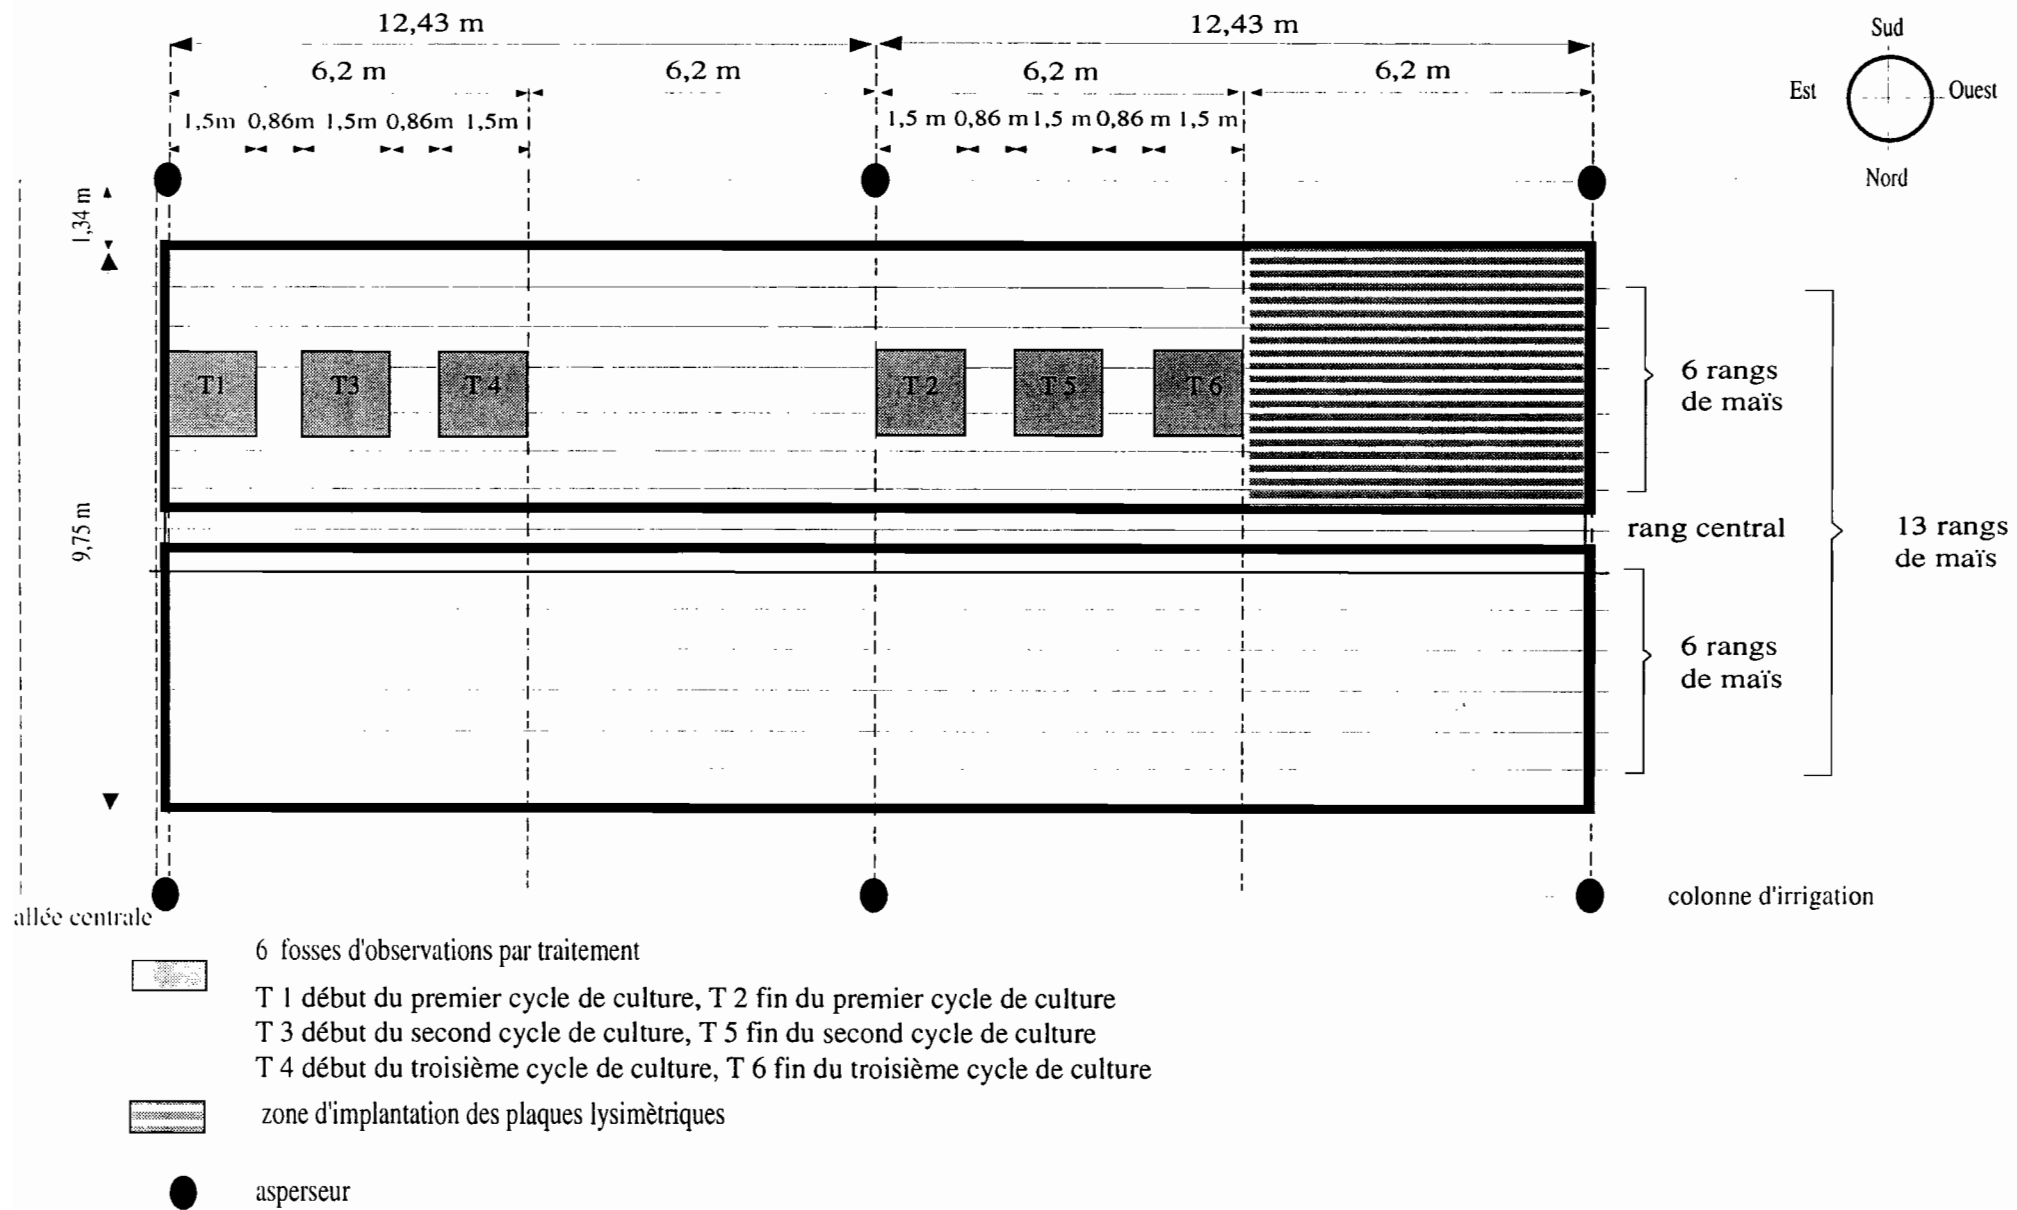 12,43 m 12,43 m
Sud
6,2 m 6,2 m 6,2 m 6,2 m
Est Ouest
1,5m 0,86m 1,5m 0,86m 1,5m 1,5 m 0,86 m 1,5 m 0,86 m 1,5 m
Nord
1,34 m
T1 T3 T 4 T 2 T 5 T 6
6 rangs
de maïs
9,75 m
rang central
13 rangs
de maïs
6 rangs
de maïs
colonne d'irrigation
allée centrale
6 fosses d'observations par traitement
T 1 début du premier cycle de culture, T 2 fin du premier cycle de culture
T 3 début du second cycle de culture, T 5 fin du second cycle de culture
T 4 début du troisième cycle de culture, T 6 fin du troisième cycle de culture
zone d'implantation des plaques lysimètriques
asperseur